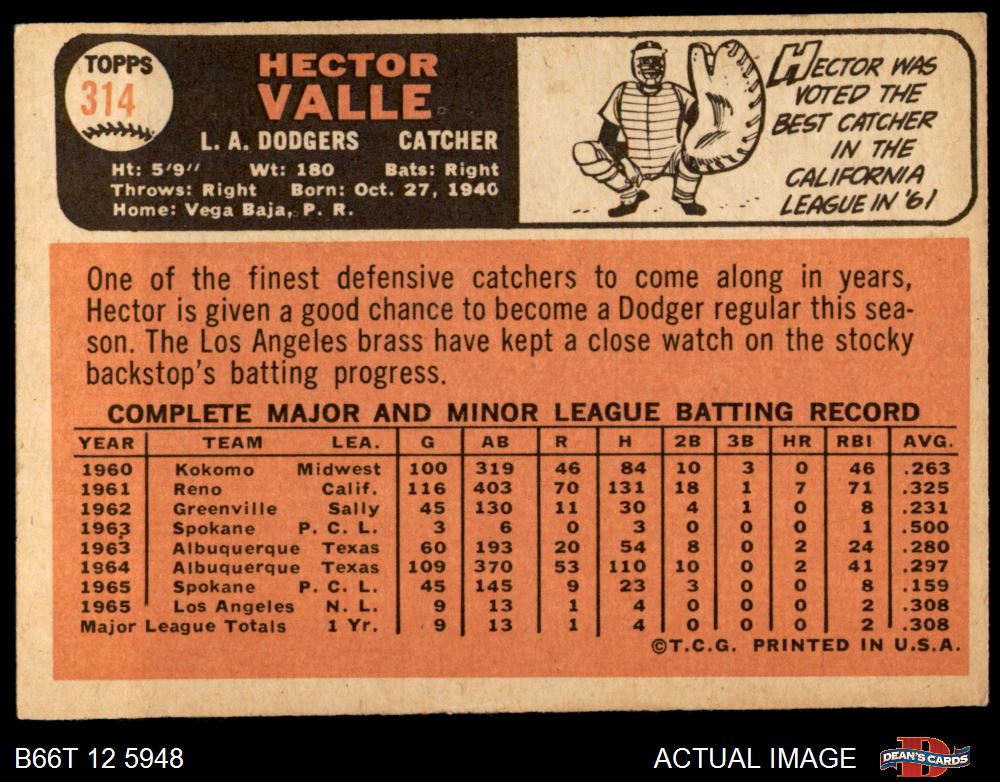 TOPPS
314
HECTOR
VALLE
L. A. DODGERS CATCHER
Ht: 5'9" Wt: 180 Bats: Right
Throws: Right Born: Oct. 27, 1940
Home: Vega Baja, P. R.
HECTOR WAS
VOTED THE
BEST CATCHER
IN THE
CALIFORNIA
LEAGUE IN '61
One of the finest defensive catchers to come along in years,
Hector is given a good chance to become a Dodger regular this sea-
son. The Los Angeles brass have kept a close watch on the stocky
backstop's batting progress.
COMPLETE MAJOR AND MINOR LEAGUE BATTING RECORD
YEAR TEAM LEA. G AB R H 2B 3B HR RBI AVG.
1960 Kokomo Midwest 100 319 46 84 10 3 0 46 .263
1961 Reno Calif. 116 403 70 131 18 1 7 71 .325
1962 Greenville Sally 45 130 11 30 4 1 0 8 .231
1963 Spokane P. C. L. 3 6 0 3 0 0 0 1 .500
1963 Albuquerque Texas 60 193 20 54 8 0 2 24 .280
1964 Albuquerque Texas 109 370 53 110 10 0 2 41 .297
1965 Spokane P. C. L. 45 145 9 23 3 0 0 8 .159
1965 Los Angeles N. L. 9 13 1 4 0 0 0 2 .308
Major League Totals 1 Yr. 9 13 1 4 0 0 0 2 .308
©T.C.G. PRINTED IN U.S.A.
B66T 12 5948 ACTUAL IMAGE DEAN'S CARDS